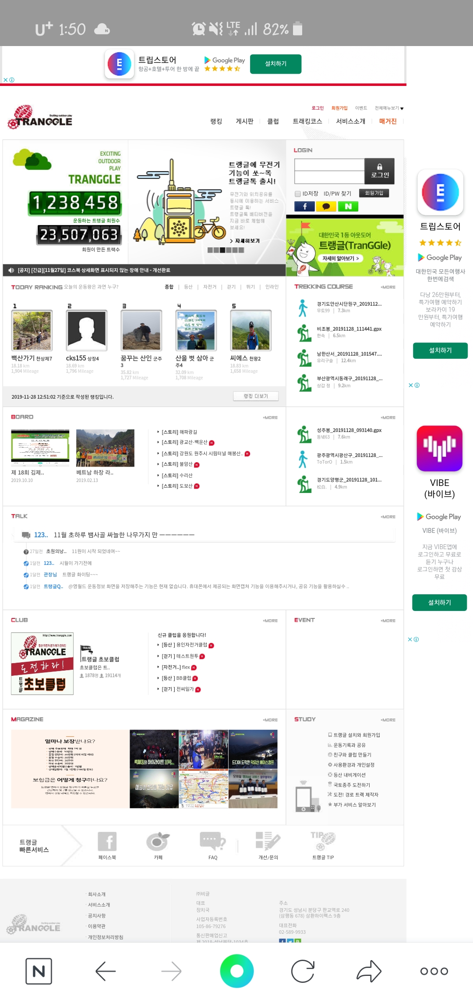 U+ 1:50 LTE 82%
트립스토어
항공+호텔+투어 한 방에 끝
Google Play
설치하기
로그인 회원가입 이벤트 전체메뉴보기
Exciting outdoor play
TRANGGLE
랭킹 게시판 클럽 트래킹코스 서비스소개 매거진
EXCITING
OUTDOOR
PLAY
TRANGGLE
1,238,458
운동하는 트랭글 회원수
23,507,063
회원이 만든 트랙수
트랭글에 무전기
기능이 쏘~옥
트랭글톡 출시!
무전기와 위치공유를
동시에 이용하는 서비스
트랭글 톡!
트랭글톡 베타버전을
지금 바로 체험해
보세요!
자세히보기
LOGIN
로그인
ID저장 ID/PW 찾기 회원가입
대한민국 1등 아웃도어
트랭글(TranGGle)
자세히 알아보기 >
[공지] [긴급][11월27일] 코스북 상세화면 표시되지 않는 장애 안내 - 개선완료
TODAY RANKING 오늘의 운동왕은 과연 누구?
종합 | 등산 | 자전거 | 걷기 | 뛰기 | 인라인
1 2 3 4 5
백산가기 천상제7
18.18 km
1,904 Mileage
cks155 상장4
18.69 km
1,796 Mileage
꿈꾸는 산인 군주
3
35.82 km
1,727 Mileage
산을 벗 삼아 군
주4
32.09 km
1,708 Mileage
씨에스 천왕2
18.83 km
1,658 Mileage
2019-11-28 12:51:02 기준으로 작성된 랭킹입니다.
랭킹 더보기
TREKKING COURSE
+MORE
경기도안산시단원구_2019112...
무토99 | 7.3km
비조봉_20191128_111441.gpx
한속 | 6.5km
남한산서_20191128_101547....
유리구슬 | 12.4km
부산광역시동래구_20191128_...
상갑 정 | 9.2km
BOARD
+MORE
제 18회 김제..
2019.10.10
베트남 하장 라..
2019.02.13
[스토리] 해파랑길
[스토리] 광교산-백운산 N
[스토리] 강원도 원주시 시림터널 매봉산.. N
[스토리] 불암산 N
[스토리] 수리산
[스토리] 도보산 N
+MORE
성주봉_20191128_093140.gpx
동녘63 | 7.6km
광주광역시광산구_20191128_...
ToTorO | 1.5km
경기도양평군_20191128_101...
松白. | 4.9km
TALK
+MORE
123.. 11월 초하루 뱀사골 싸늘한 나무가지 만 ㅡㅡㅡㅡㅡㅡ
27일전 초원의낭.. 11원이 시작 되었네여~~
1달전 123.. 시월이 가기전에
1달전 관장님 트랭글 화이팅~~~
1달전 트랭글Q.. @영월드 운동정보 화면을 저장해주는 기능은 현재 없습니다. 휴대폰에서 제공되는 화면캡쳐 기능을 이용해주시거나, 공유 기능을 활용하실수 ..
CLUB
+MORE
http://www.tranggle.com
등산·자전거·걷기·뛰기·인라인
TRANGGLE
도전하라!
트랭글 초보클럽
트랭글 초보클럽
초보클럽은 트..
1878명 19114개
신규 클럽을 응원합니다!
[등산 ] 용인자전거클럽 N
[걷기 ] 테스트원투 N
[자전거..] flex N
[등산 ] BB클럽 N
[걷기 ] 전씨일가 N
EVENT
+MORE
MAGAZINE
+MORE
얼마나 보장받나요?
보험금은 어떻게 청구하나요?
백패킹의 하이라이트
드디어 도착한 덕유산 베이스캠프
STUDY
+MORE
트랭글 설치와 회원가입
운동기록과 공유
친구와 클럽 만들기
사용환경과 개인설정
등산 내비게이션
국토종주 도전하기
도전! 경로 트랙 제작자
부가 서비스 알아보기
트랭글
빠른서비스
페이스북
카페
FAQ
개선/문의
TIP
트랭글 TIP
TRANGGLE
· 회사소개
· 서비스소개
· 공지사항
· 이용약관
· 개인정보처리방침
㈜비글
대표
장치국
사업자등록번호
105-86-79276
통신판매업신고
제 2018-성남분당-1034호
주소
경기도 성남시 분당구 판교역로 240
(삼평동 678) 삼환하이펙스 9층
대표전화
02-589-9933
트립스토어
Google Play
대한민국 모든여행사
한번에검색
다낭 26만원부터,
특가여행 예약하기
보라카이 19
만원부터, 특가여행
예약하기
설치하기
VIBE
(바이브)
Google Play
VIBE (바이브)
지금 VIBE앱에
로그인하고 무료로
듣기 누구나
로그인하면 첫 감상
무료
설치하기
N